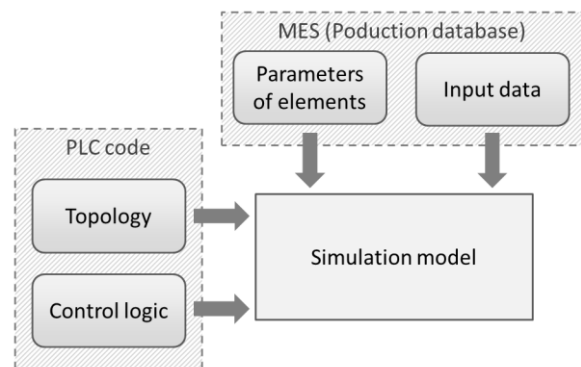 MES (Poduction database)
Parameters
of elements
Input data
PLC code
Topology
Control logic
Simulation model